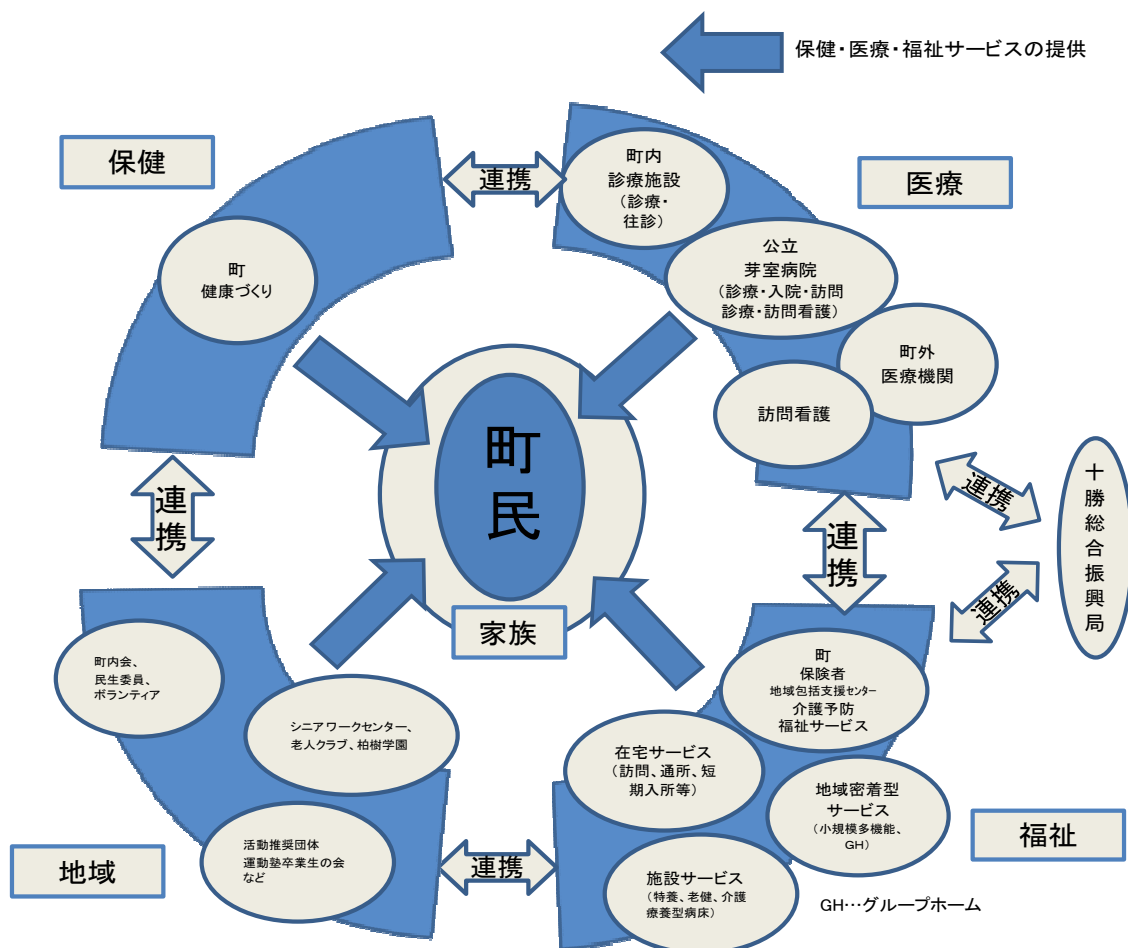 保健・医療・福祉サービスの提供
保健
連携
町内
診療施設
（診療・
往診）
医療
町
健康づくり
公立
芽室病院
（診療・入院・訪問
診療・訪問看護）
町外
医療機関
訪問看護
町
民
家族
連
携
連
携
連携
連携
十
勝
総
合
振
興
局
町内会、
民生委員、
ボランティア
シニアワークセンター、
老人クラブ、柏樹学園
活動推奨団体
運動塾卒業生の会
など
地域
連携
町
保険者
地域包括支援センター
介護予防
福祉サービス
在宅サービス
（訪問、通所、短
期入所等）
地域密着型
サービス
（小規模多機能、
GH）
施設サービス
（特養、老健、介護
療養型病床）
福祉
GH…グループホーム